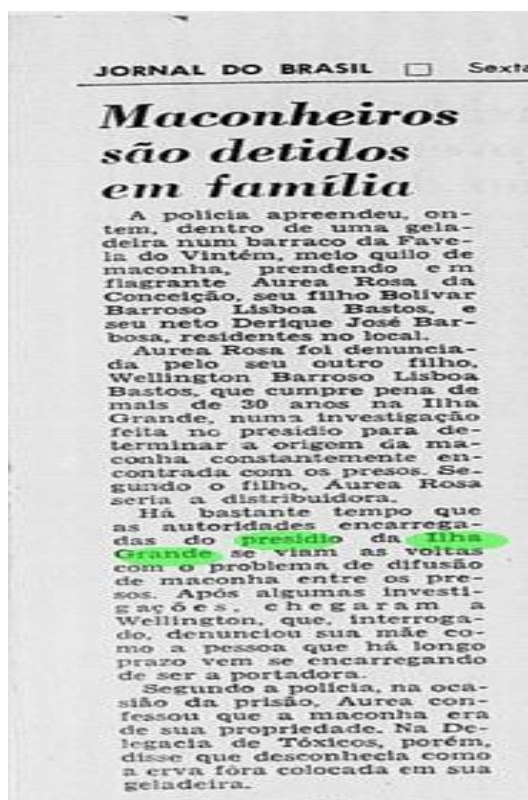 JORNAL DO BRASIL □ Sexta
Maconheiros
são detidos
em família
A polícia apreendeu, on-
tem, dentro de uma gela-
deira num barraco da Fave-
la do Vintém, meio quilo de
maconha, prendendo em
flagrante Aurea Rosa da
Conceição, seu filho Bolivar
Barroso Lisboa Bastos, e
seu neto Derique José Bar-
bosa, residentes no local.
Aurea Rosa foi denuncia-
da pelo seu outro filho,
Wellington Barroso Lisboa
Bastos, que cumpre pena de
mais de 30 anos na Ilha
Grande, numa investigação
feita no presídio para de-
terminar a origem da ma-
conha constantemente en-
contrada com os presos. Se-
gundo o filho, Aurea Rosa
seria a distribuidora.
Há bastante tempo que
as autoridades encarrega-
das do presídio da Ilha
Grande se viam as voltas
com o problema de difusão
de maconha entre os pre-
sos. Após algumas investi-
gações, chegaram a
Wellington, que, interroga-
do, denunciou sua mãe co-
mo a pessoa que há longo
prazo vem se encarregando
de ser a portadora.
Segundo a polícia, na oca-
sião da prisão, Aurea con-
fessou que a maconha era
de sua propriedade. Na De-
legacia de Tóxicos, porém,
disse que desconhecia como
a erva fôra colocada em sua
geladeira.